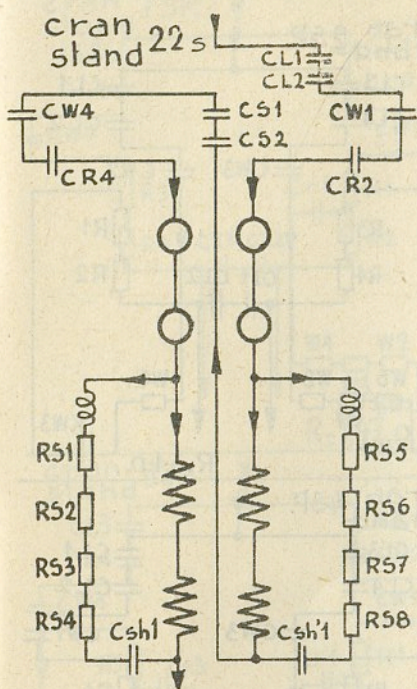 cran
stand 22s
CL1
CL2
CW4
CS1
CW1
CS2
CR4
CR2
RS1
RS5
RS2
RS6
RS3
RS7
RS4
RS8
Csh1
Csh'1